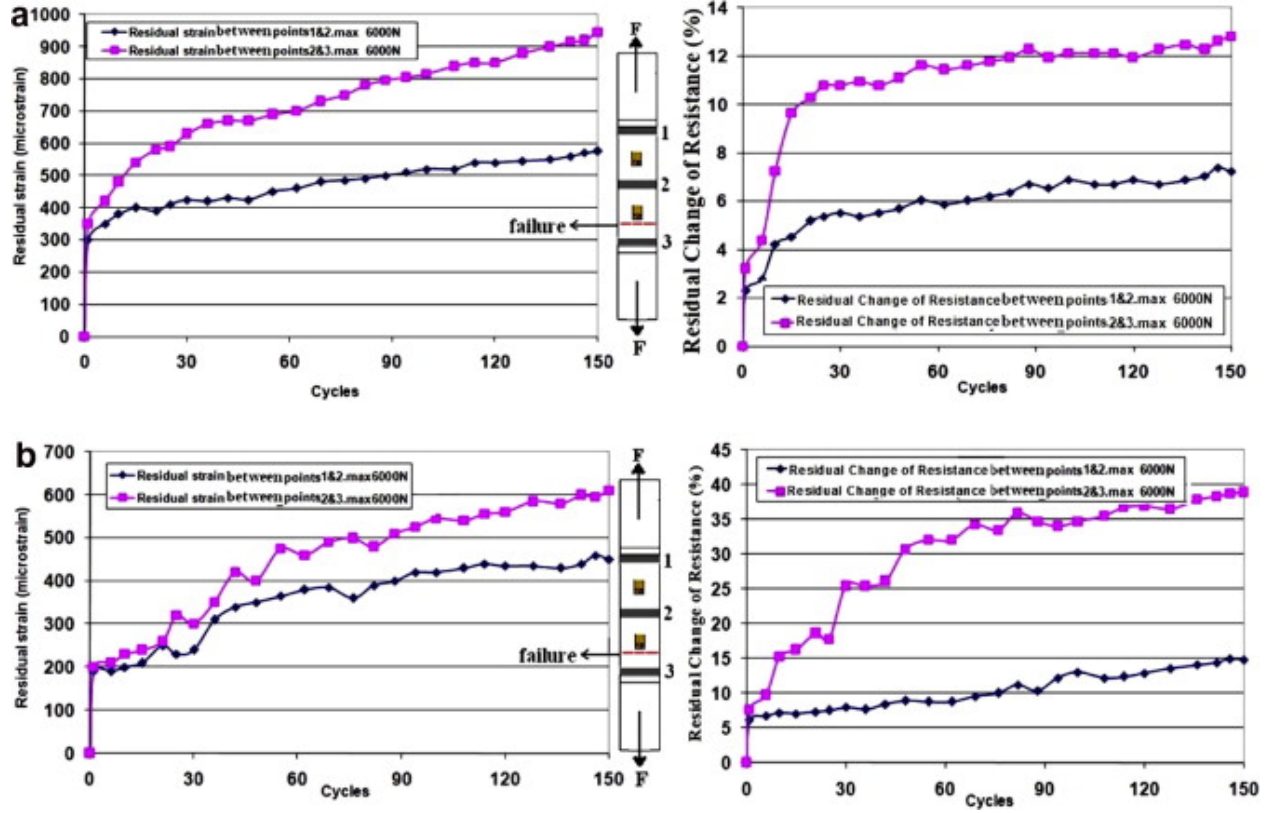 a
Residual strain (microstrain)
1000
900
800
700
600
500
400
300
200
100
0
Residual strain between points1&2.max 6000N
Residual strain between points2&3.max 6000N
0 30 60 90 120 150
Cycles
F
1
2
failure
3
F
Residual Change of Resistance (%)
14
12
10
8
6
4
2
0
Residual Change of Resistance between points 1&2.max 6000N
Residual Change of Resistance between points 2&3.max 6000N
0 30 60 90 120 150
Cycles
b
Residual strain (microstrain)
700
600
500
400
300
200
100
0
Residual strain between points1&2.max6000N
Residual strain between points2&3.max6000N
0 30 60 90 120 150
Cycles
F
1
2
failure
3
F
Residual Change of Resistance (%)
45
40
35
30
25
20
15
10
5
0
Residual Change of Resistance between points1&2.max 6000N
Residual Change of Resistance between points2&3.max 6000N
0 30 60 90 120 150
Cycles